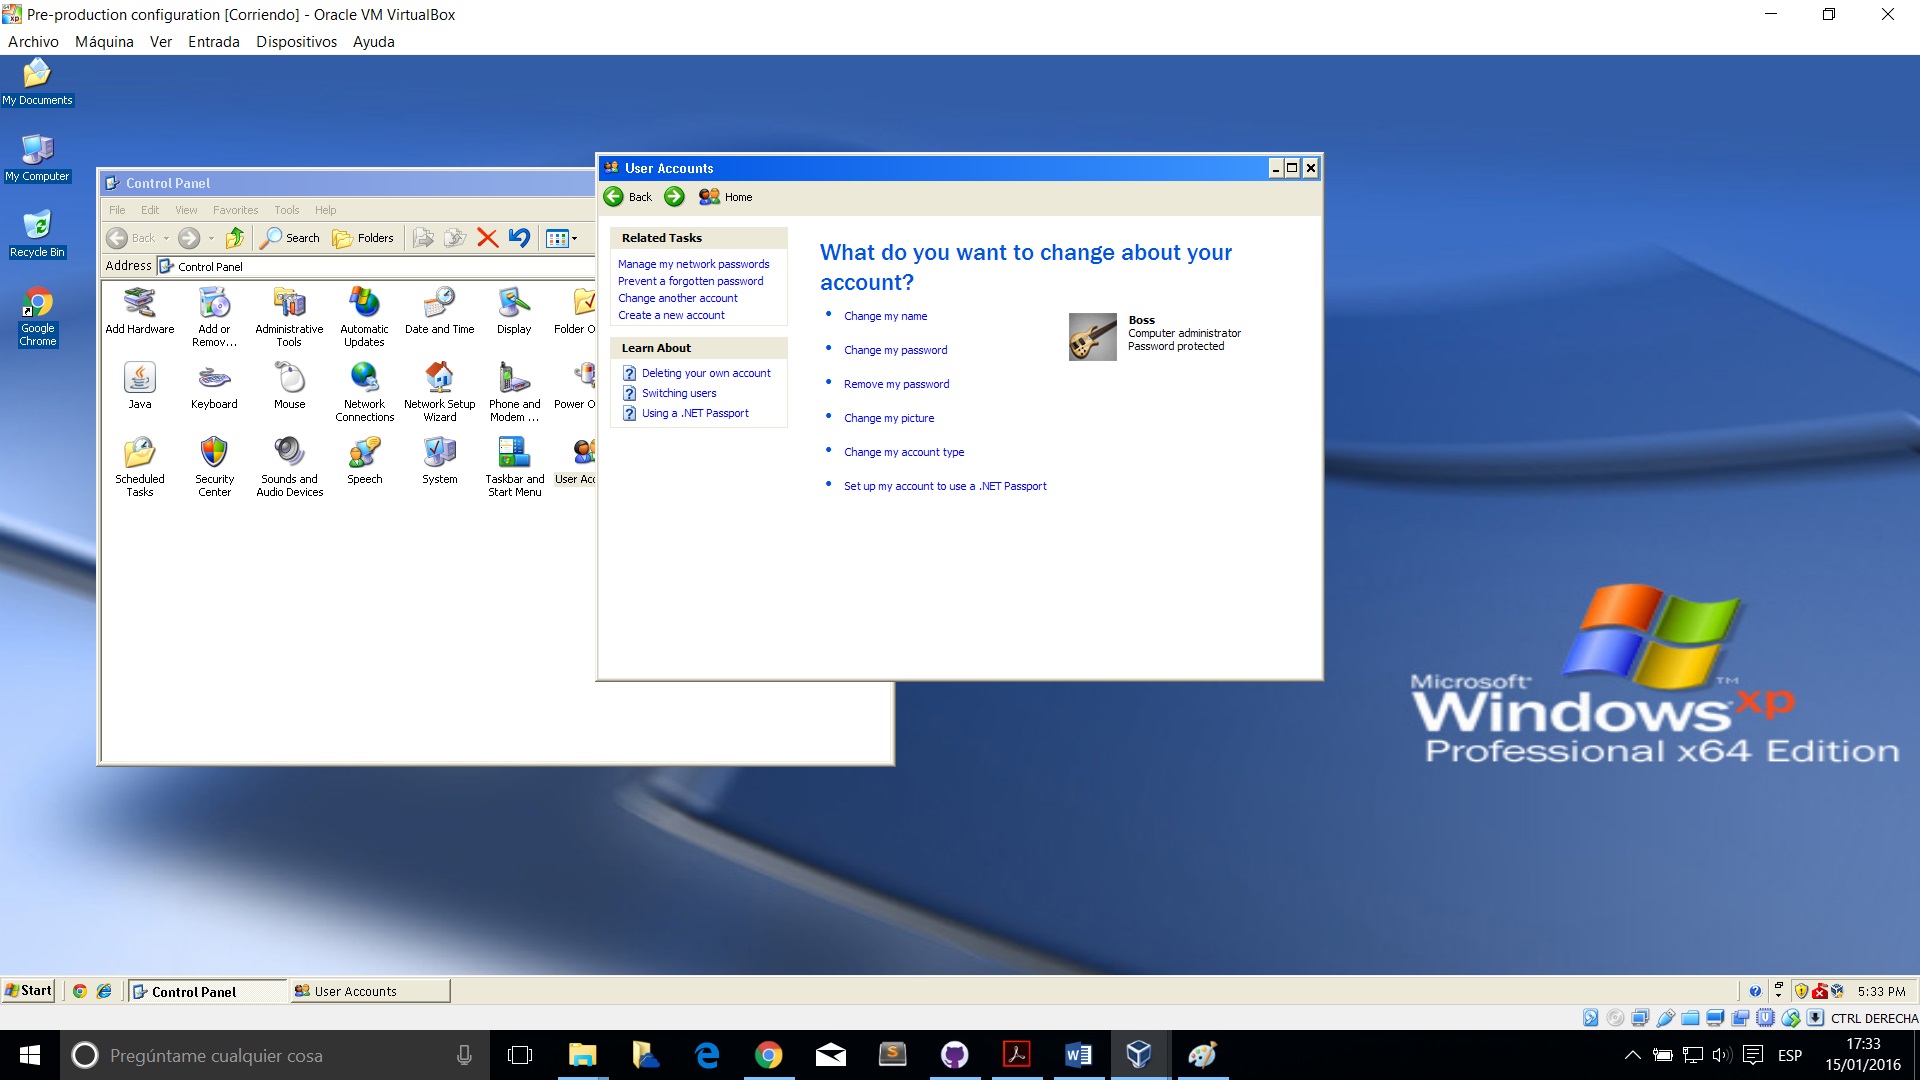 Pre-production configuration [Corriendo] - Oracle VM VirtualBox
Archivo Máquina Ver Entrada Dispositivos Ayuda
My Documents
My Computer
Recycle Bin
Google
Chrome
Control Panel
File Edit View Favorites Tools Help
Back Search Folders
Address Control Panel
Add Hardware
Add or
Remov...
Administrative
Tools
Automatic
Updates
Date and Time
Display
Folder O
Java
Keyboard
Mouse
Network
Connections
Network Setup
Wizard
Phone and
Modem ...
Power O
Scheduled
Tasks
Security
Center
Sounds and
Audio Devices
Speech
System
Taskbar and
Start Menu
User Acc
User Accounts
Back Home
Related Tasks
Manage my network passwords
Prevent a forgotten password
Change another account
Create a new account
Learn About
Deleting your own account
Switching users
Using a .NET Passport
What do you want to change about your
account?
Change my name
Change my password
Remove my password
Change my picture
Change my account type
Set up my account to use a .NET Passport
Boss
Computer administrator
Password protected
Microsoft
Windows xp ™
Professional x64 Edition
Start Control Panel User Accounts 5:33 PM
CTRL DERECHA
Pregúntame cualquier cosa
ESP
17:33
15/01/2016